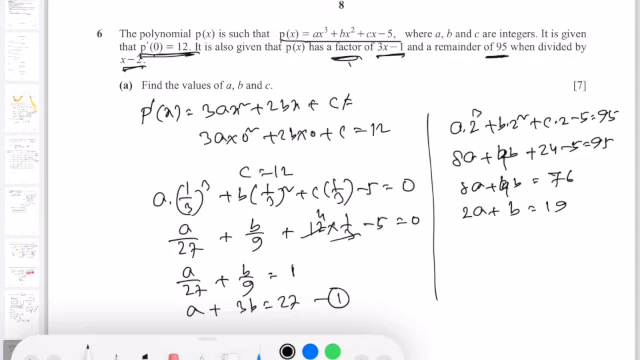 8
6 The polynomial p(x) is such that p(x) = ax³ + bx² + cx − 5, where a, b and c are integers. It is given
that p′(0) = 12. It is also given that p(x) has a factor of 3x − 1 and a remainder of 95 when divided by
x − 2.
(a) Find the values of a, b and c. [7]
p'(x) = 3ax² + 2bx + c
3a×0² + 2b×0 + c = 12
c = 12
a.(1/3)³ + b(1/3)² + c(1/3) - 5 = 0
a/27 + b/9 + 12 × 1/3 - 5 = 0
a/27 + b/9 = 1
a + 3b = 27 - ①
a.2³ + b.2² + c.2 - 5 = 95
8a + 4b + 24 - 5 = 95
8a + 4b = 76
2a + b = 19